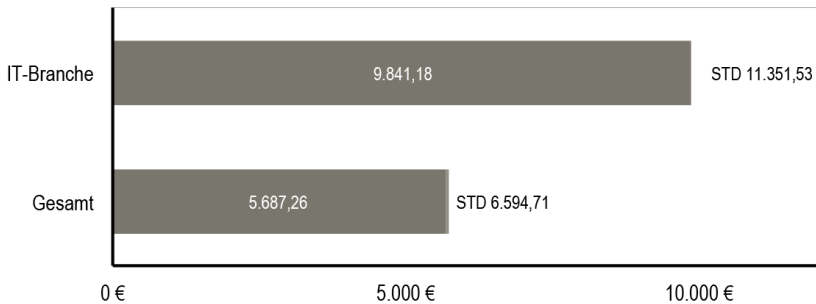 IT-Branche 9.841,18 STD 11.351,53
Gesamt 5.687,26 STD 6.594,71
0 € 5.000 € 10.000 €